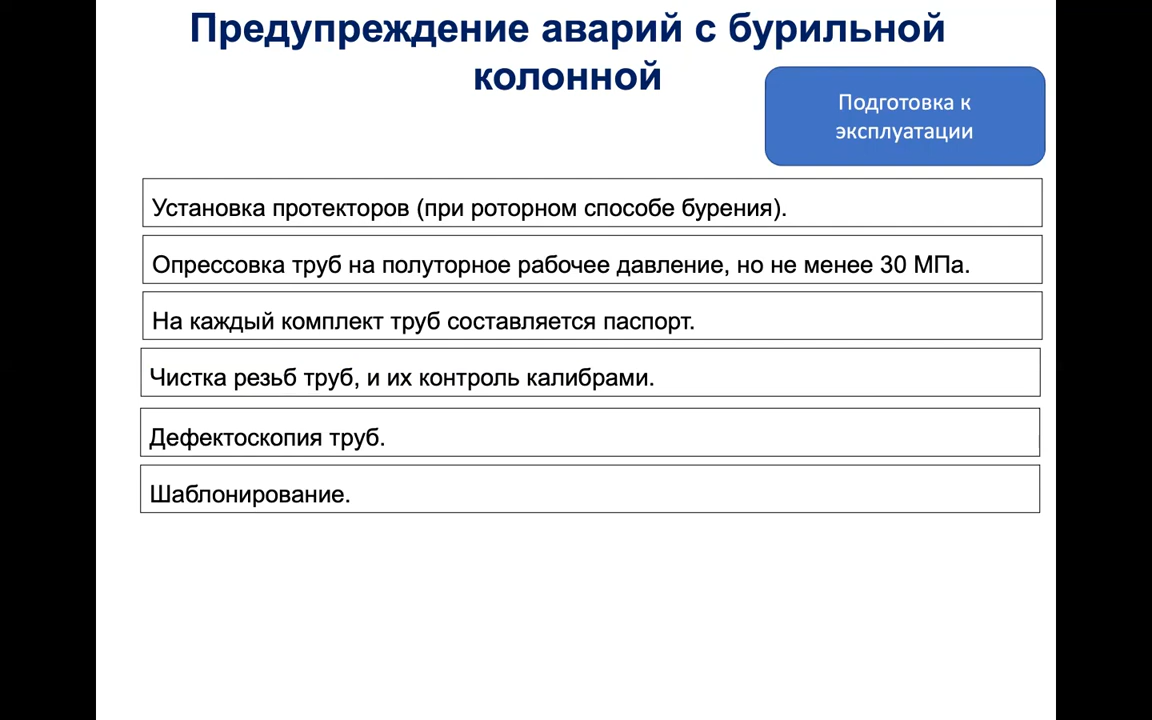 Предупреждение аварий с бурильной
колонной
Подготовка к
эксплуатации
Установка протекторов (при роторном способе бурения).
Опрессовка труб на полуторное рабочее давление, но не менее 30 МПа.
На каждый комплект труб составляется паспорт.
Чистка резьб труб, и их контроль калибрами.
Дефектоскопия труб.
Шаблонирование.